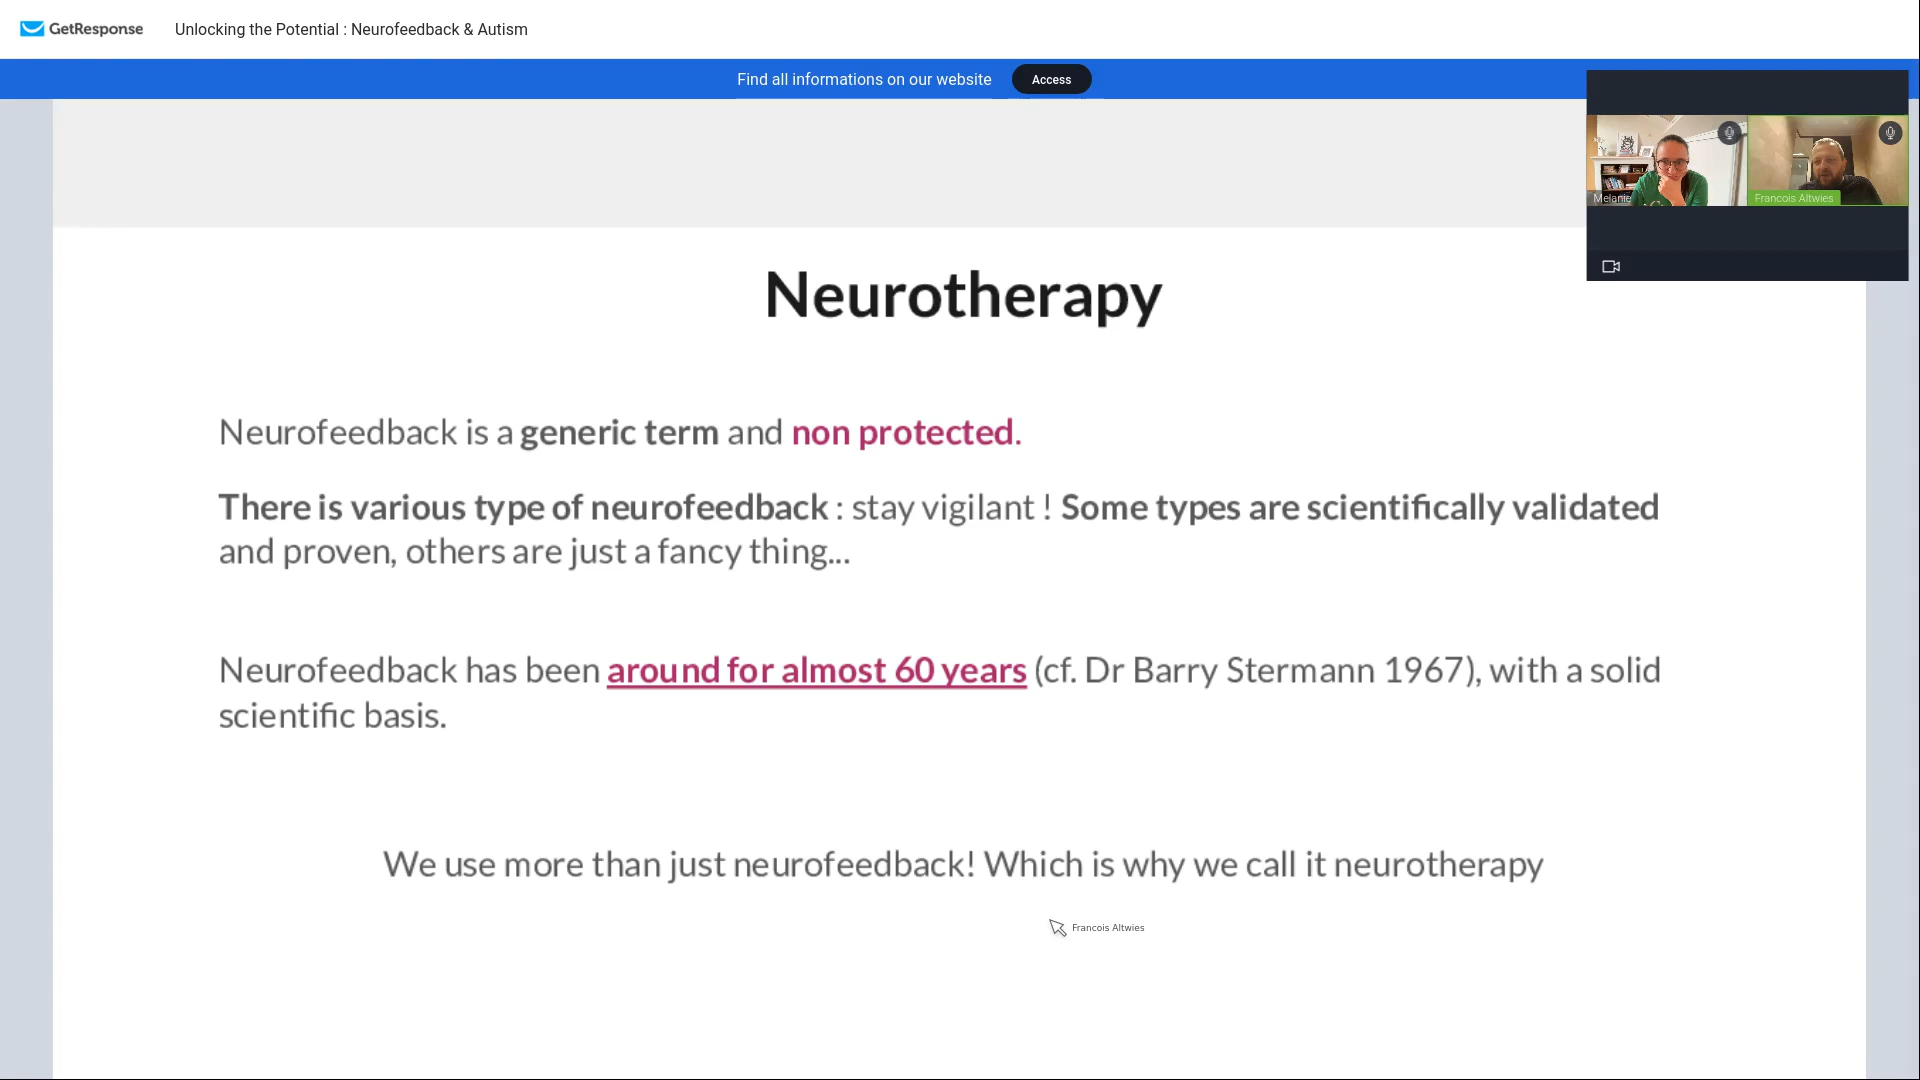 GetResponse
Unlocking the Potential : Neurofeedback & Autism
Find all informations on our website
Access
Melanie
Francois Altwies
Neurotherapy
Neurofeedback is a generic term and non protected.
There is various type of neurofeedback : stay vigilant ! Some types are scientifically validated
and proven, others are just a fancy thing...
Neurofeedback has been around for almost 60 years (cf. Dr Barry Stermann 1967), with a solid
scientific basis.
We use more than just neurofeedback! Which is why we call it neurotherapy
Francois Altwies